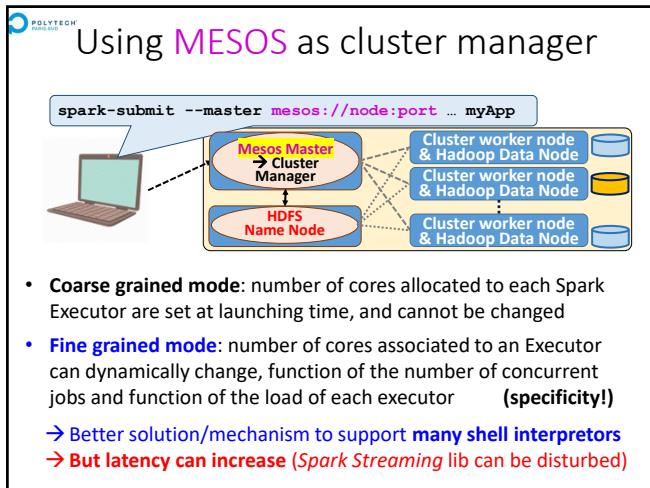 POLYTECH'
PARIS-SUD
Using MESOS as cluster manager
spark-submit --master mesos://node:port … myApp
Mesos Master
→ Cluster
Manager
HDFS
Name Node
Cluster worker node
& Hadoop Data Node
Cluster worker node
& Hadoop Data Node
Cluster worker node
& Hadoop Data Node
• Coarse grained mode: number of cores allocated to each Spark
Executor are set at launching time, and cannot be changed
• Fine grained mode: number of cores associated to an Executor
can dynamically change, function of the number of concurrent
jobs and function of the load of each executor (specificity!)
→ Better solution/mechanism to support many shell interpretors
→ But latency can increase (Spark Streaming lib can be disturbed)